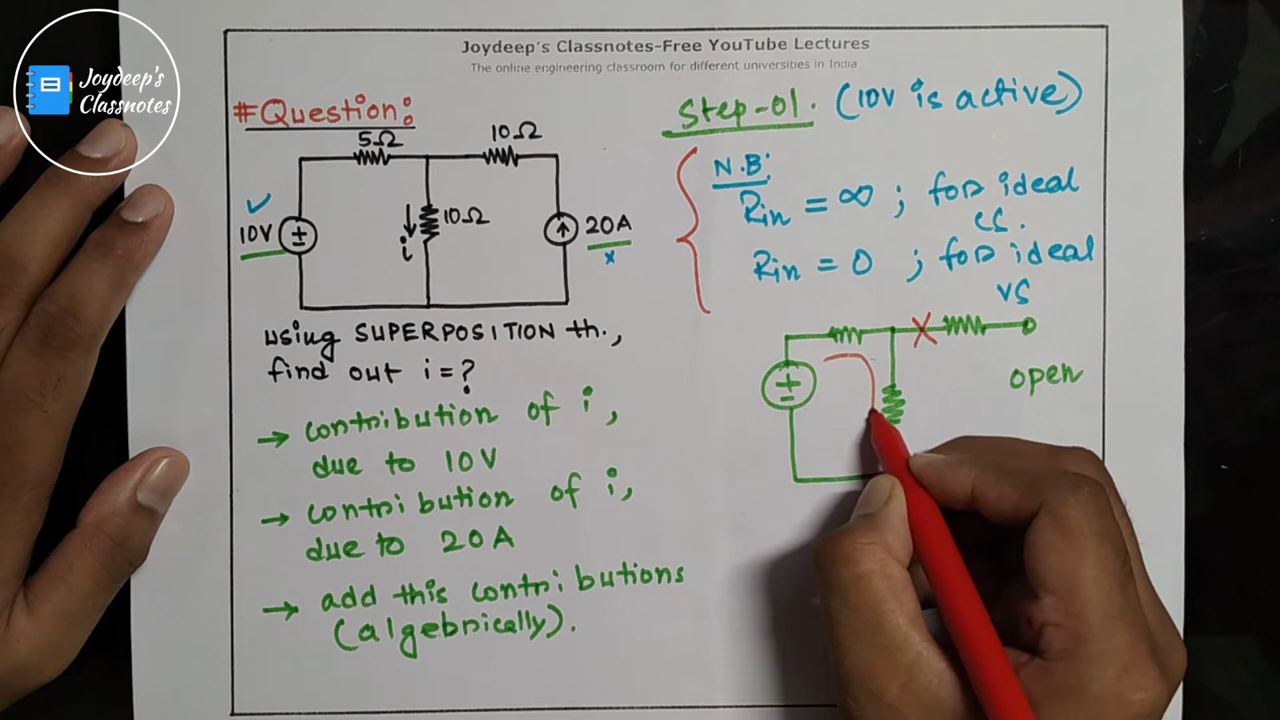 Joydeep's Classnotes-Free YouTube Lectures
The online engineering classroom for different universities in India
Joydeep's
Classnotes
#Question:
5Ω
10Ω
10V
±
10Ω
i
20A
x
using SUPERPOSITION th.,
find out i=?
→ contribution of i,
due to 10V
→ contribution of i,
due to 20A
→ add this contributions
(algebrically).
Step-01. (10V is active)
N.B:
Rin = ∞ ; for ideal
CS.
Rin = 0 ; for ideal
VS
±
open